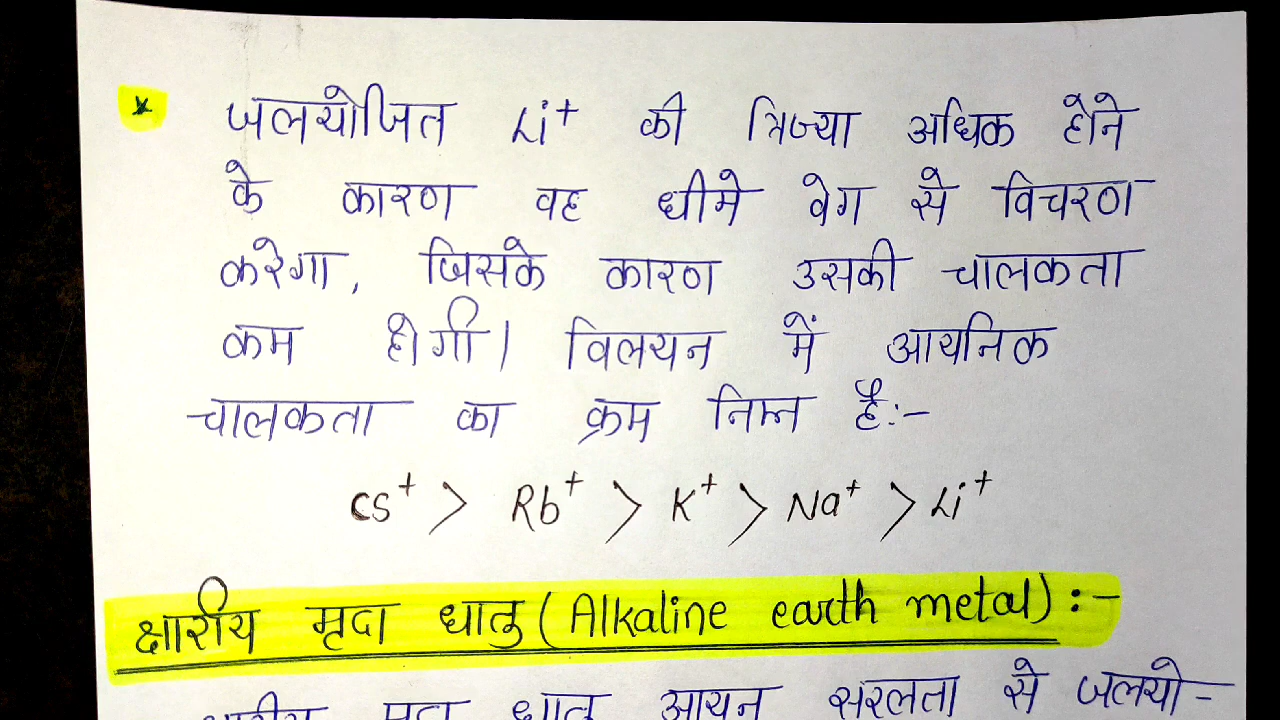 * जलयोजित Li⁺ की त्रिज्या अधिक होने
के कारण वह धीमे वेग से विचरण
करेगा, जिसके कारण उसकी चालकता
कम होगी। विलयन में आयनिक
चालकता का क्रम निम्न है:-
Cs⁺ > Rb⁺ > K⁺ > Na⁺ > Li⁺
क्षारीय मृदा धातु (Alkaline earth metal) :-
क्षारीय मृदा धातु आयन सरलता से जलयो-